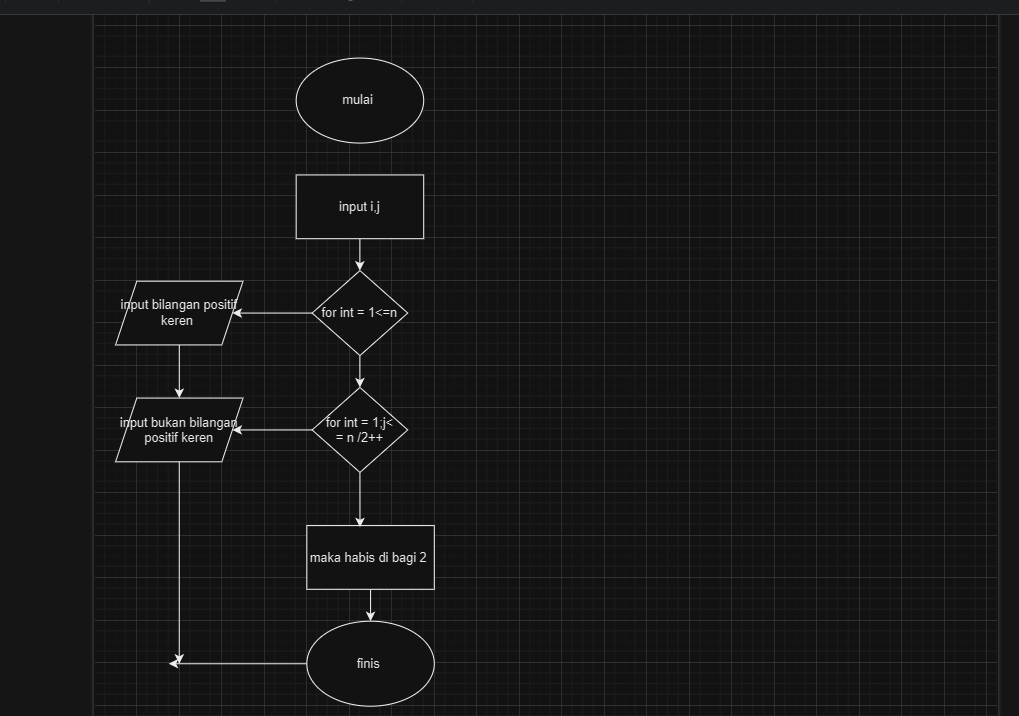 mulai
input i,j
input bilangan positif
keren
for int = 1<=n
input bukan bilangan
positif keren
for int = 1;j<
= n /2++
maka habis di bagi 2
finis